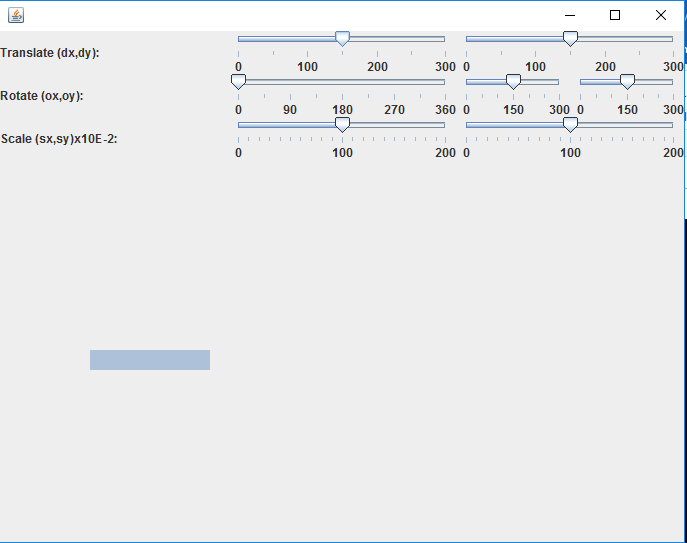 Translate (dx,dy):
0 100 200 300 0 100 200 300
Rotate (ox,oy):
0 90 180 270 360 0 150 300 0 150 300
Scale (sx,sy)x10E-2:
0 100 200 0 100 200